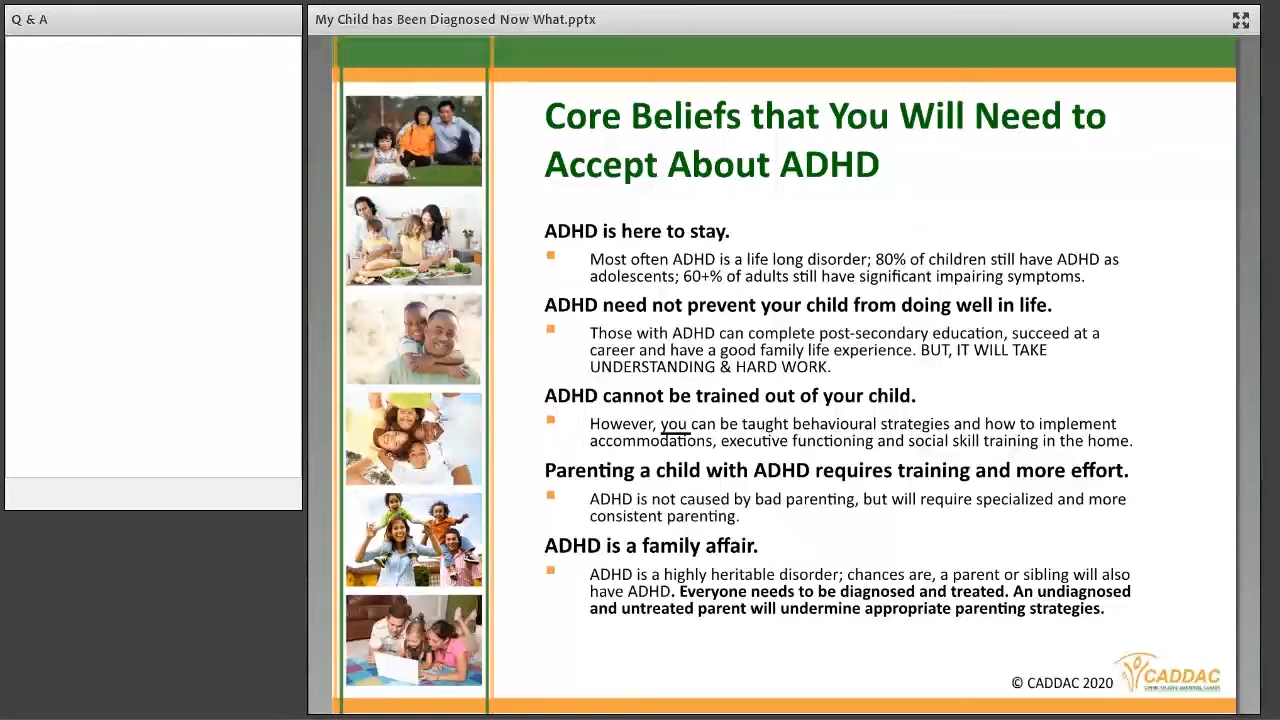 Q & A
My Child has Been Diagnosed Now What.pptx
Core Beliefs that You Will Need to
Accept About ADHD
ADHD is here to stay.
Most often ADHD is a life long disorder; 80% of children still have ADHD as
adolescents; 60+% of adults still have significant impairing symptoms.
ADHD need not prevent your child from doing well in life.
Those with ADHD can complete post-secondary education, succeed at a
career and have a good family life experience. BUT, IT WILL TAKE
UNDERSTANDING & HARD WORK.
ADHD cannot be trained out of your child.
However, you can be taught behavioural strategies and how to implement
accommodations, executive functioning and social skill training in the home.
Parenting a child with ADHD requires training and more effort.
ADHD is not caused by bad parenting, but will require specialized and more
consistent parenting.
ADHD is a family affair.
ADHD is a highly heritable disorder; chances are, a parent or sibling will also
have ADHD. Everyone needs to be diagnosed and treated. An undiagnosed
and untreated parent will undermine appropriate parenting strategies.
© CADDAC 2020
CADDAC